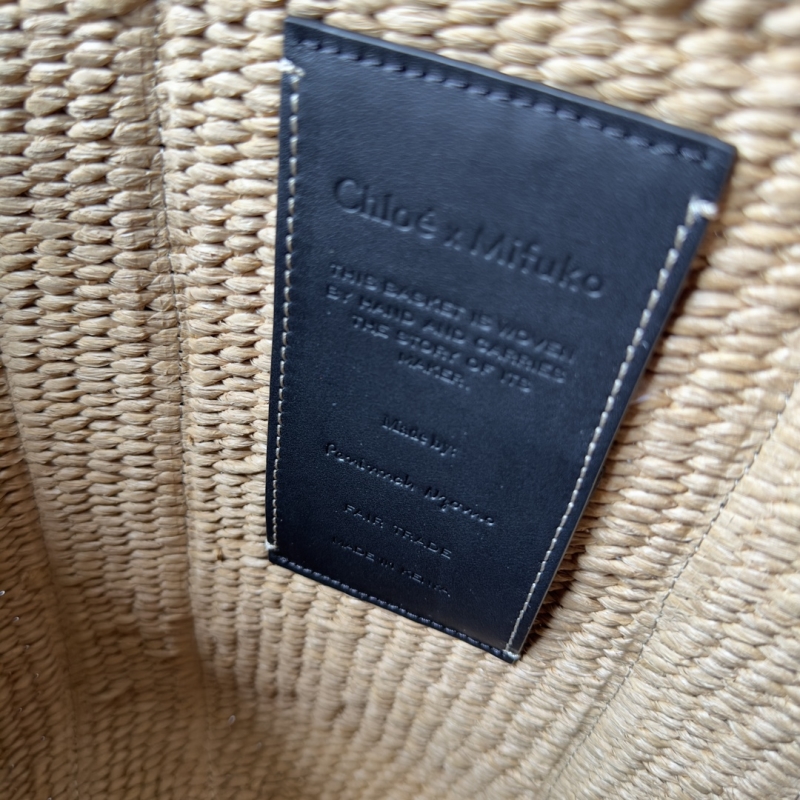 Chloé x Mifuko
THIS BASKET IS WOVEN
BY HAND AND CARRIES
THE STORY OF ITS
MAKER.
Made by:
FAIR TRADE
MADE IN KENYA